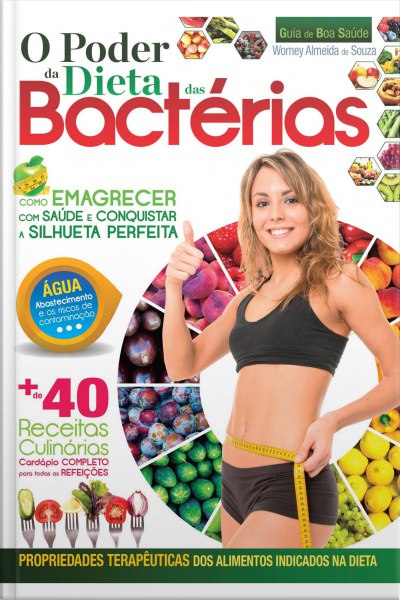 Guia de Boa Saúde
Worney Almeida de Souza
O Poder
da Dieta das
Bactérias
COMO EMAGRECER
COM SAÚDE E CONQUISTAR
A SILHUETA PERFEITA
ÁGUA
Abastecimento
e os riscos de
contaminação
+ de 40
Receitas
Culinárias
Cardápio COMPLETO
para todas as REFEIÇÕES
PROPRIEDADES TERAPÊUTICAS DOS ALIMENTOS INDICADOS NA DIETA